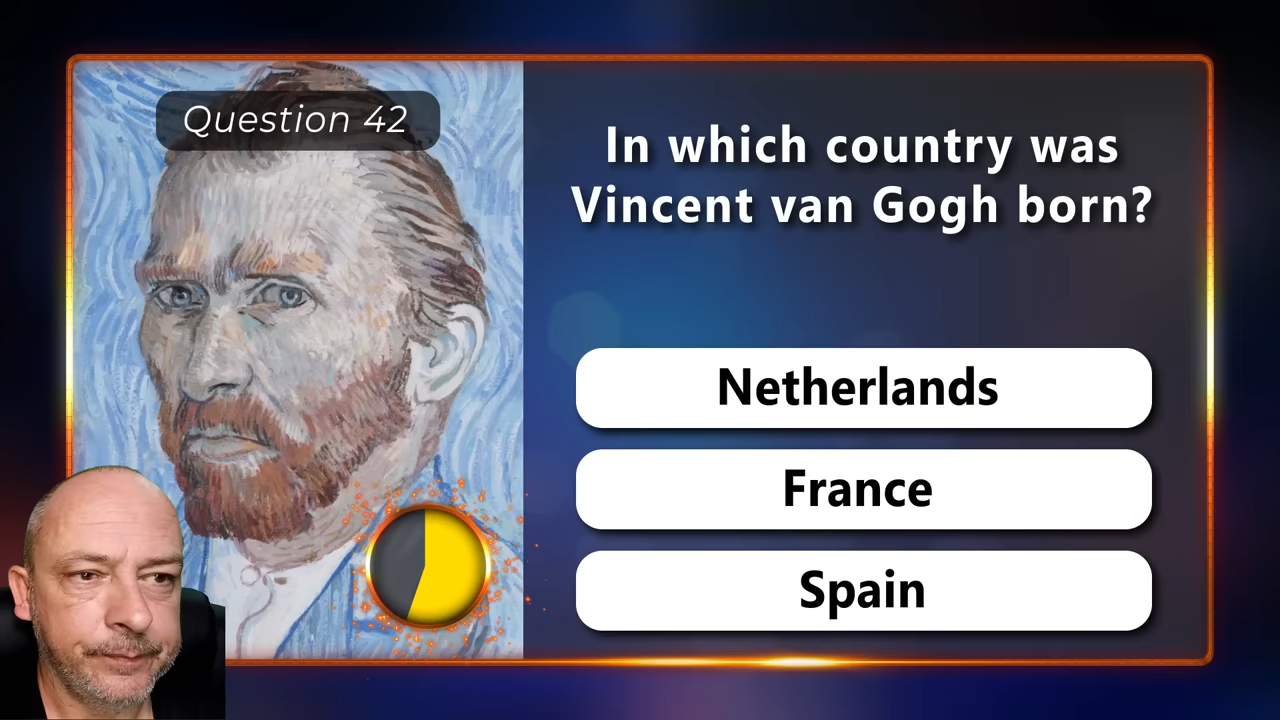 Question 42
In which country was
Vincent van Gogh born?
Netherlands
France
Spain